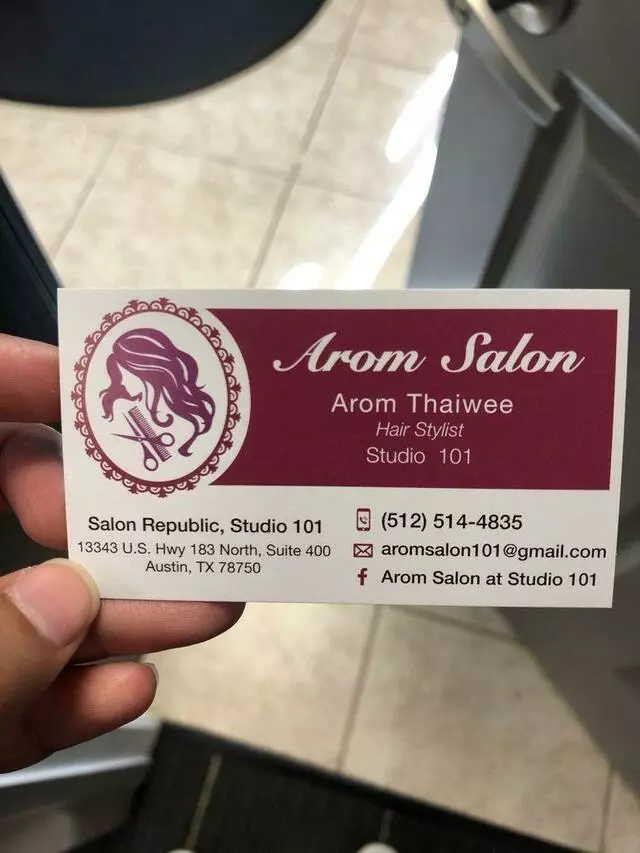 Arom Salon
Arom Thaiwee
Hair Stylist
Studio 101
Salon Republic, Studio 101
13343 U.S. Hwy 183 North, Suite 400
Austin, TX 78750
(512) 514-4835
aromsalon101@gmail.com
Arom Salon at Studio 101